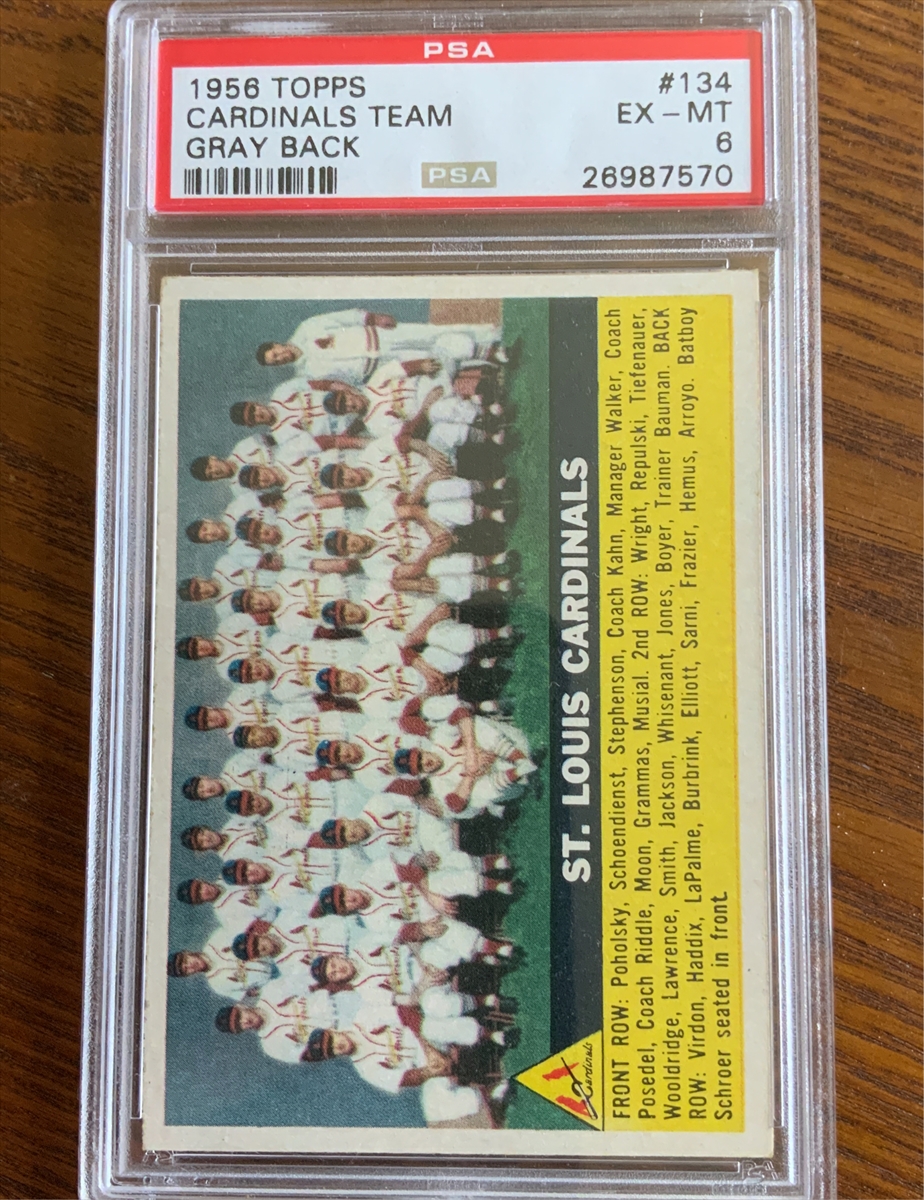 PSA
1956 TOPPS #134
CARDINALS TEAM EX - MT
GRAY BACK 6
PSA 26987570
ST. LOUIS CARDINALS
Cardinals
FRONT ROW: Poholsky, Schoendienst, Stephenson, Coach Kahn, Manager Walker, Coach
Posedel, Coach Riddle, Moon, Grammas, Musial. 2nd ROW: Wright, Repulski, Tiefenauer,
Wooldridge, Lawrence, Smith, Jackson, Whisenant, Jones, Boyer, Trainer Bauman. BACK
ROW: Virdon, Haddix, LaPalme, Burbrink, Elliott, Sarni, Frazier, Hemus, Arroyo. Batboy
Schroer seated in front.